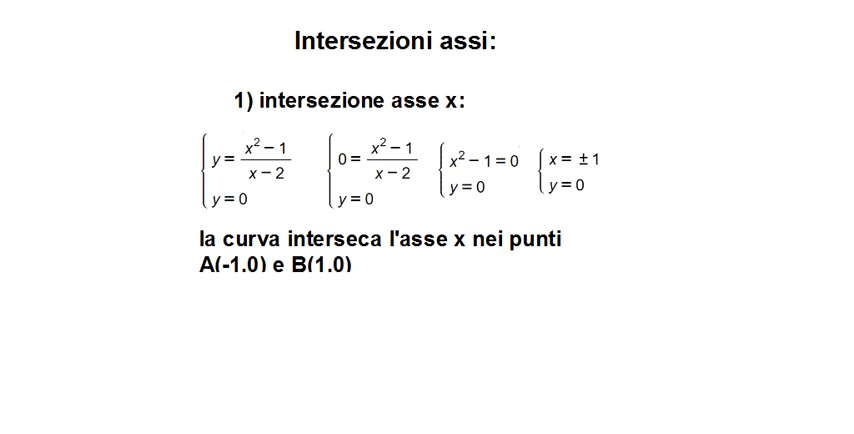 Intersezioni assi:
1) intersezione asse x:
{ y = (x² − 1)/(x − 2)   { 0 = (x² − 1)/(x − 2)   { x² − 1 = 0   { x = ± 1
y = 0   y = 0   y = 0   y = 0
la curva interseca l'asse x nei punti
A(-1.0) e B(1.0)